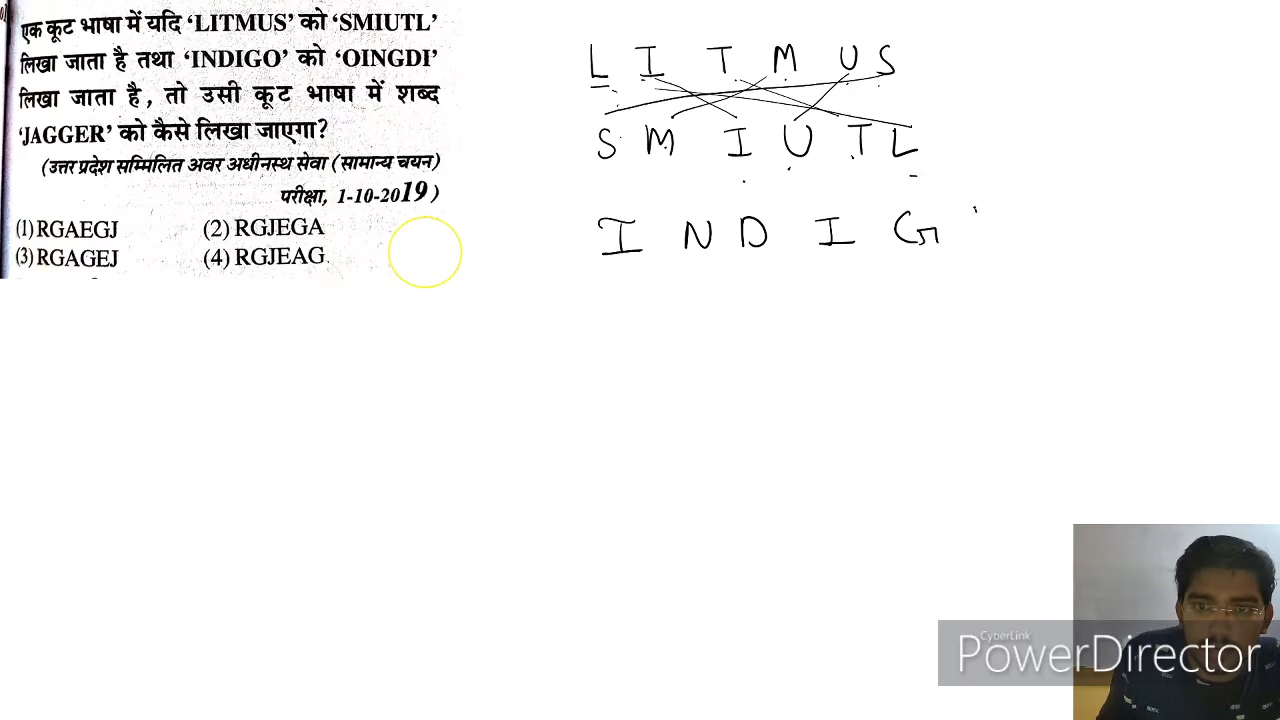 एक कूट भाषा में यदि ‘LITMUS’ को ‘SMIUTL’
लिखा जाता है तथा ‘INDIGO’ को ‘OINGDI’
लिखा जाता है, तो उसी कूट भाषा में शब्द
‘JAGGER’ को कैसे लिखा जाएगा?
(उत्तर प्रदेश सम्मिलित अवर अधीनस्थ सेवा (सामान्य चयन)
परीक्षा, 1-10-2019)
(1) RGAEGJ (2) RGJEGA
(3) RGAGEJ (4) RGJEAG
L I T M U S
S M I U T L
I N D I G
CyberLink
PowerDirector